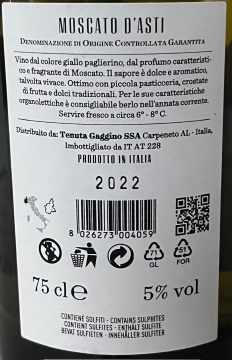 MOSCATO D'ASTI
DENOMINAZIONE DI ORIGINE CONTROLLATA GARANTITA
Vino dal colore giallo paglierino, dal profumo caratteristi-
co e fragrante di Moscato. Il sapore è dolce e aromatico,
talvolta vivace. Ottimo con piccola pasticceria, crostate
di frutta e dolci tradizionali. Per le sue caratteristiche
organolettiche è consigliabile berlo nell'annata corrente.
Servire fresco a circa 6° - 8° C.
Distribuito da: Tenuta Gaggino SSA Carpeneto AL - Italia,
Imbottigliato da IT AT 228
PRODOTTO IN ITALIA
2022
8 026273 004059
71
GL
51
FOR
75 cl e
5% vol
CONTIENE SOLFITI - CONTAINS SULPHITES
CONTIENT SULFITES - ENTHÄLT SULFITE
BEVAT SULFIETEN - INNEHÅLLER SULFITER